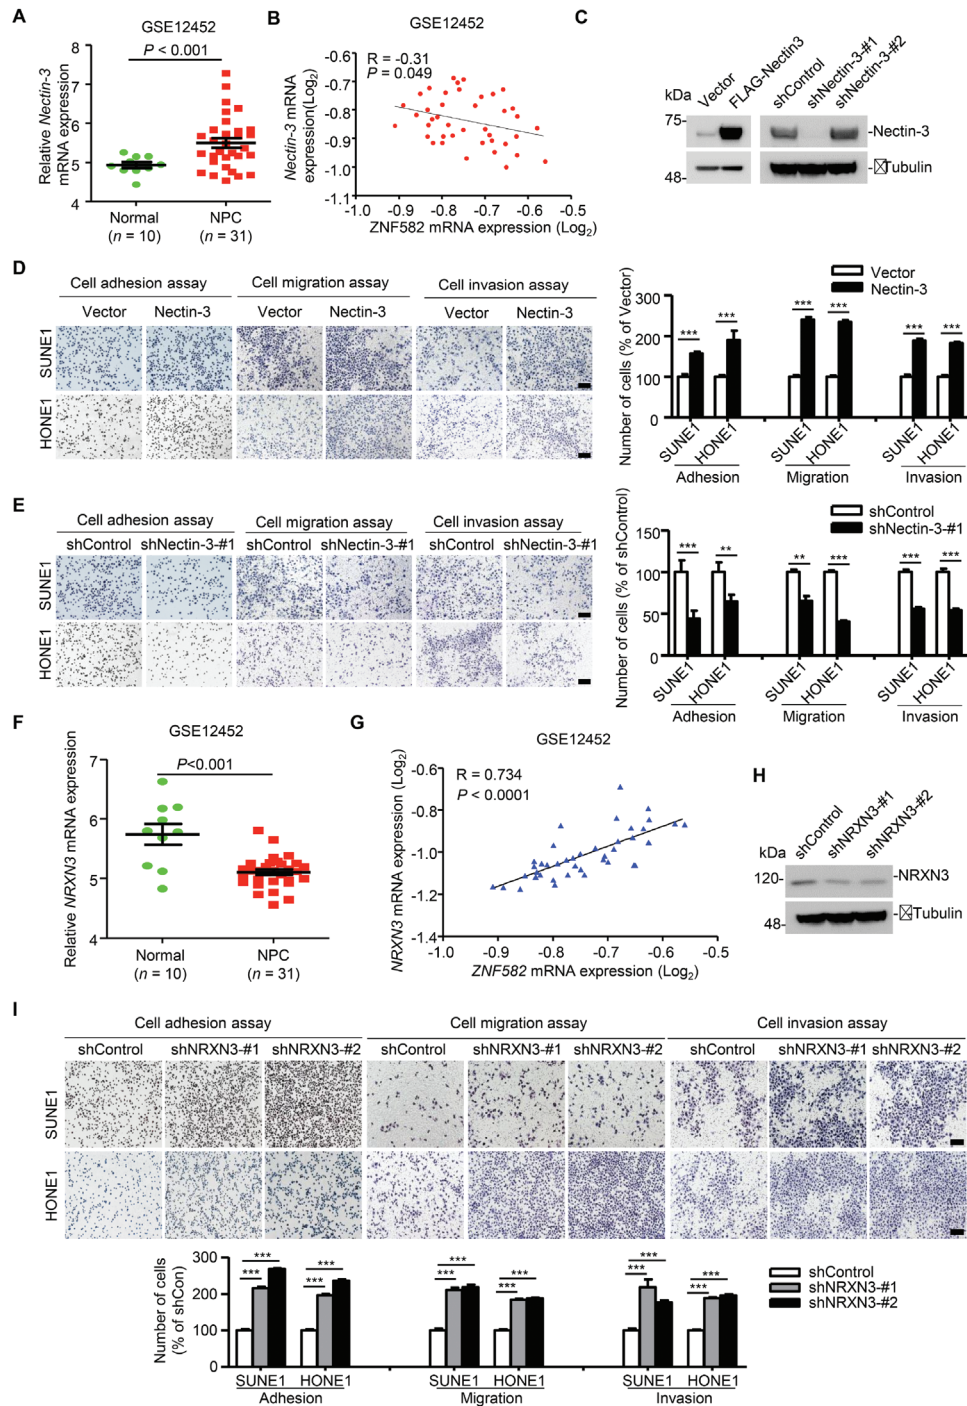 A
GSE12452
P < 0.001
Relative Nectin-3
mRNA expression
8
7
6
5
4
Normal
(n = 10)
NPC
(n = 31)
B
GSE12452
R = -0.31
P = 0.049
Nectin-3 mRNA
expression(Log2)
-0.6
-0.7
-0.8
-0.9
-1.0
-1.1
-1.0 -0.9 -0.8 -0.7 -0.6 -0.5
ZNF582 mRNA expression (Log2)
C
Vector
FLAG-Nectin3
shControl
shNectin-3-#1
shNectin-3-#2
kDa
75-
-Nectin-3
48-
-Tubulin
D
Cell adhesion assay Cell migration assay Cell invasion assay
Vector Nectin-3 Vector Nectin-3 Vector Nectin-3
SUNE1
HONE1
Vector
Nectin-3
Number of cells (% of Vector)
300
200
100
0
*** *** *** *** *** ***
SUNE1 HONE1 SUNE1 HONE1 SUNE1 HONE1
Adhesion Migration Invasion
E
Cell adhesion assay Cell migration assay Cell invasion assay
shControl shNectin-3-#1 shControl shNectin-3-#1 shControl shNectin-3-#1
SUNE1
HONE1
shControl
shNectin-3-#1
Number of cells (% of shControl)
150
100
50
0
*** ** ** *** *** ***
SUNE1 HONE1 SUNE1 HONE1 SUNE1 HONE1
Adhesion Migration Invasion
F
GSE12452
P<0.001
Relative NRXN3 mRNA expression
7
6
5
4
Normal
(n = 10)
NPC
(n = 31)
G
GSE12452
R = 0.734
P < 0.0001
NRXN3 mRNA expression (Log2)
-0.6
-0.8
-1.0
-1.2
-1.4
-1.0 -0.9 -0.8 -0.7 -0.6 -0.5
ZNF582 mRNA expression (Log2)
H
shControl
shNRXN3-#1
shNRXN3-#2
kDa
120-
-NRXN3
48-
-Tubulin
I
Cell adhesion assay Cell migration assay Cell invasion assay
shControl shNRXN3-#1 shNRXN3-#2 shControl shNRXN3-#1 shNRXN3-#2 shControl shNRXN3-#1 shNRXN3-#2
SUNE1
HONE1
Number of cells
(% of shCon)
300
200
100
0
*** *** *** *** *** ***
*** *** *** *** *** ***
SUNE1 HONE1 SUNE1 HONE1 SUNE1 HONE1
Adhesion Migration Invasion
shControl
shNRXN3-#1
shNRXN3-#2